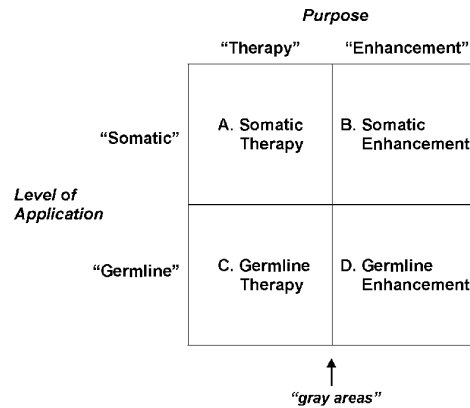 Purpose
“Therapy” “Enhancement”
“Somatic” A. Somatic B. Somatic
Therapy Enhancement
Level of
Application
“Germline” C. Germline D. Germline
Therapy Enhancement
“gray areas”